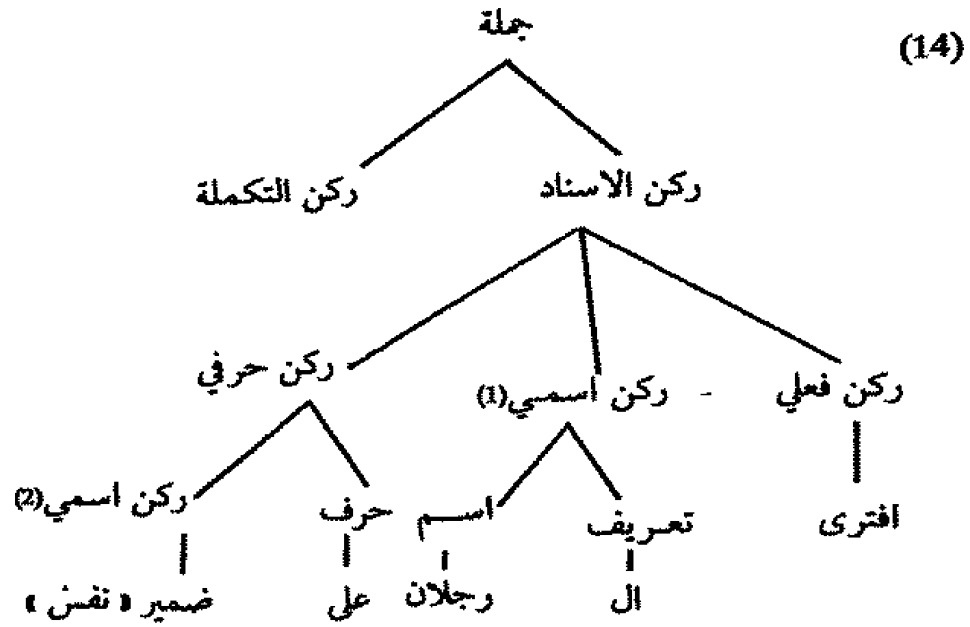 (14)
جملة
ركن الاسناد ركن التكملة
ركن فعلي - ركن اسمي(1) ركن حرفي
افترى تعريف اسم حرف ركن اسمي(2)
ال رجلان على ضمير « نفس »